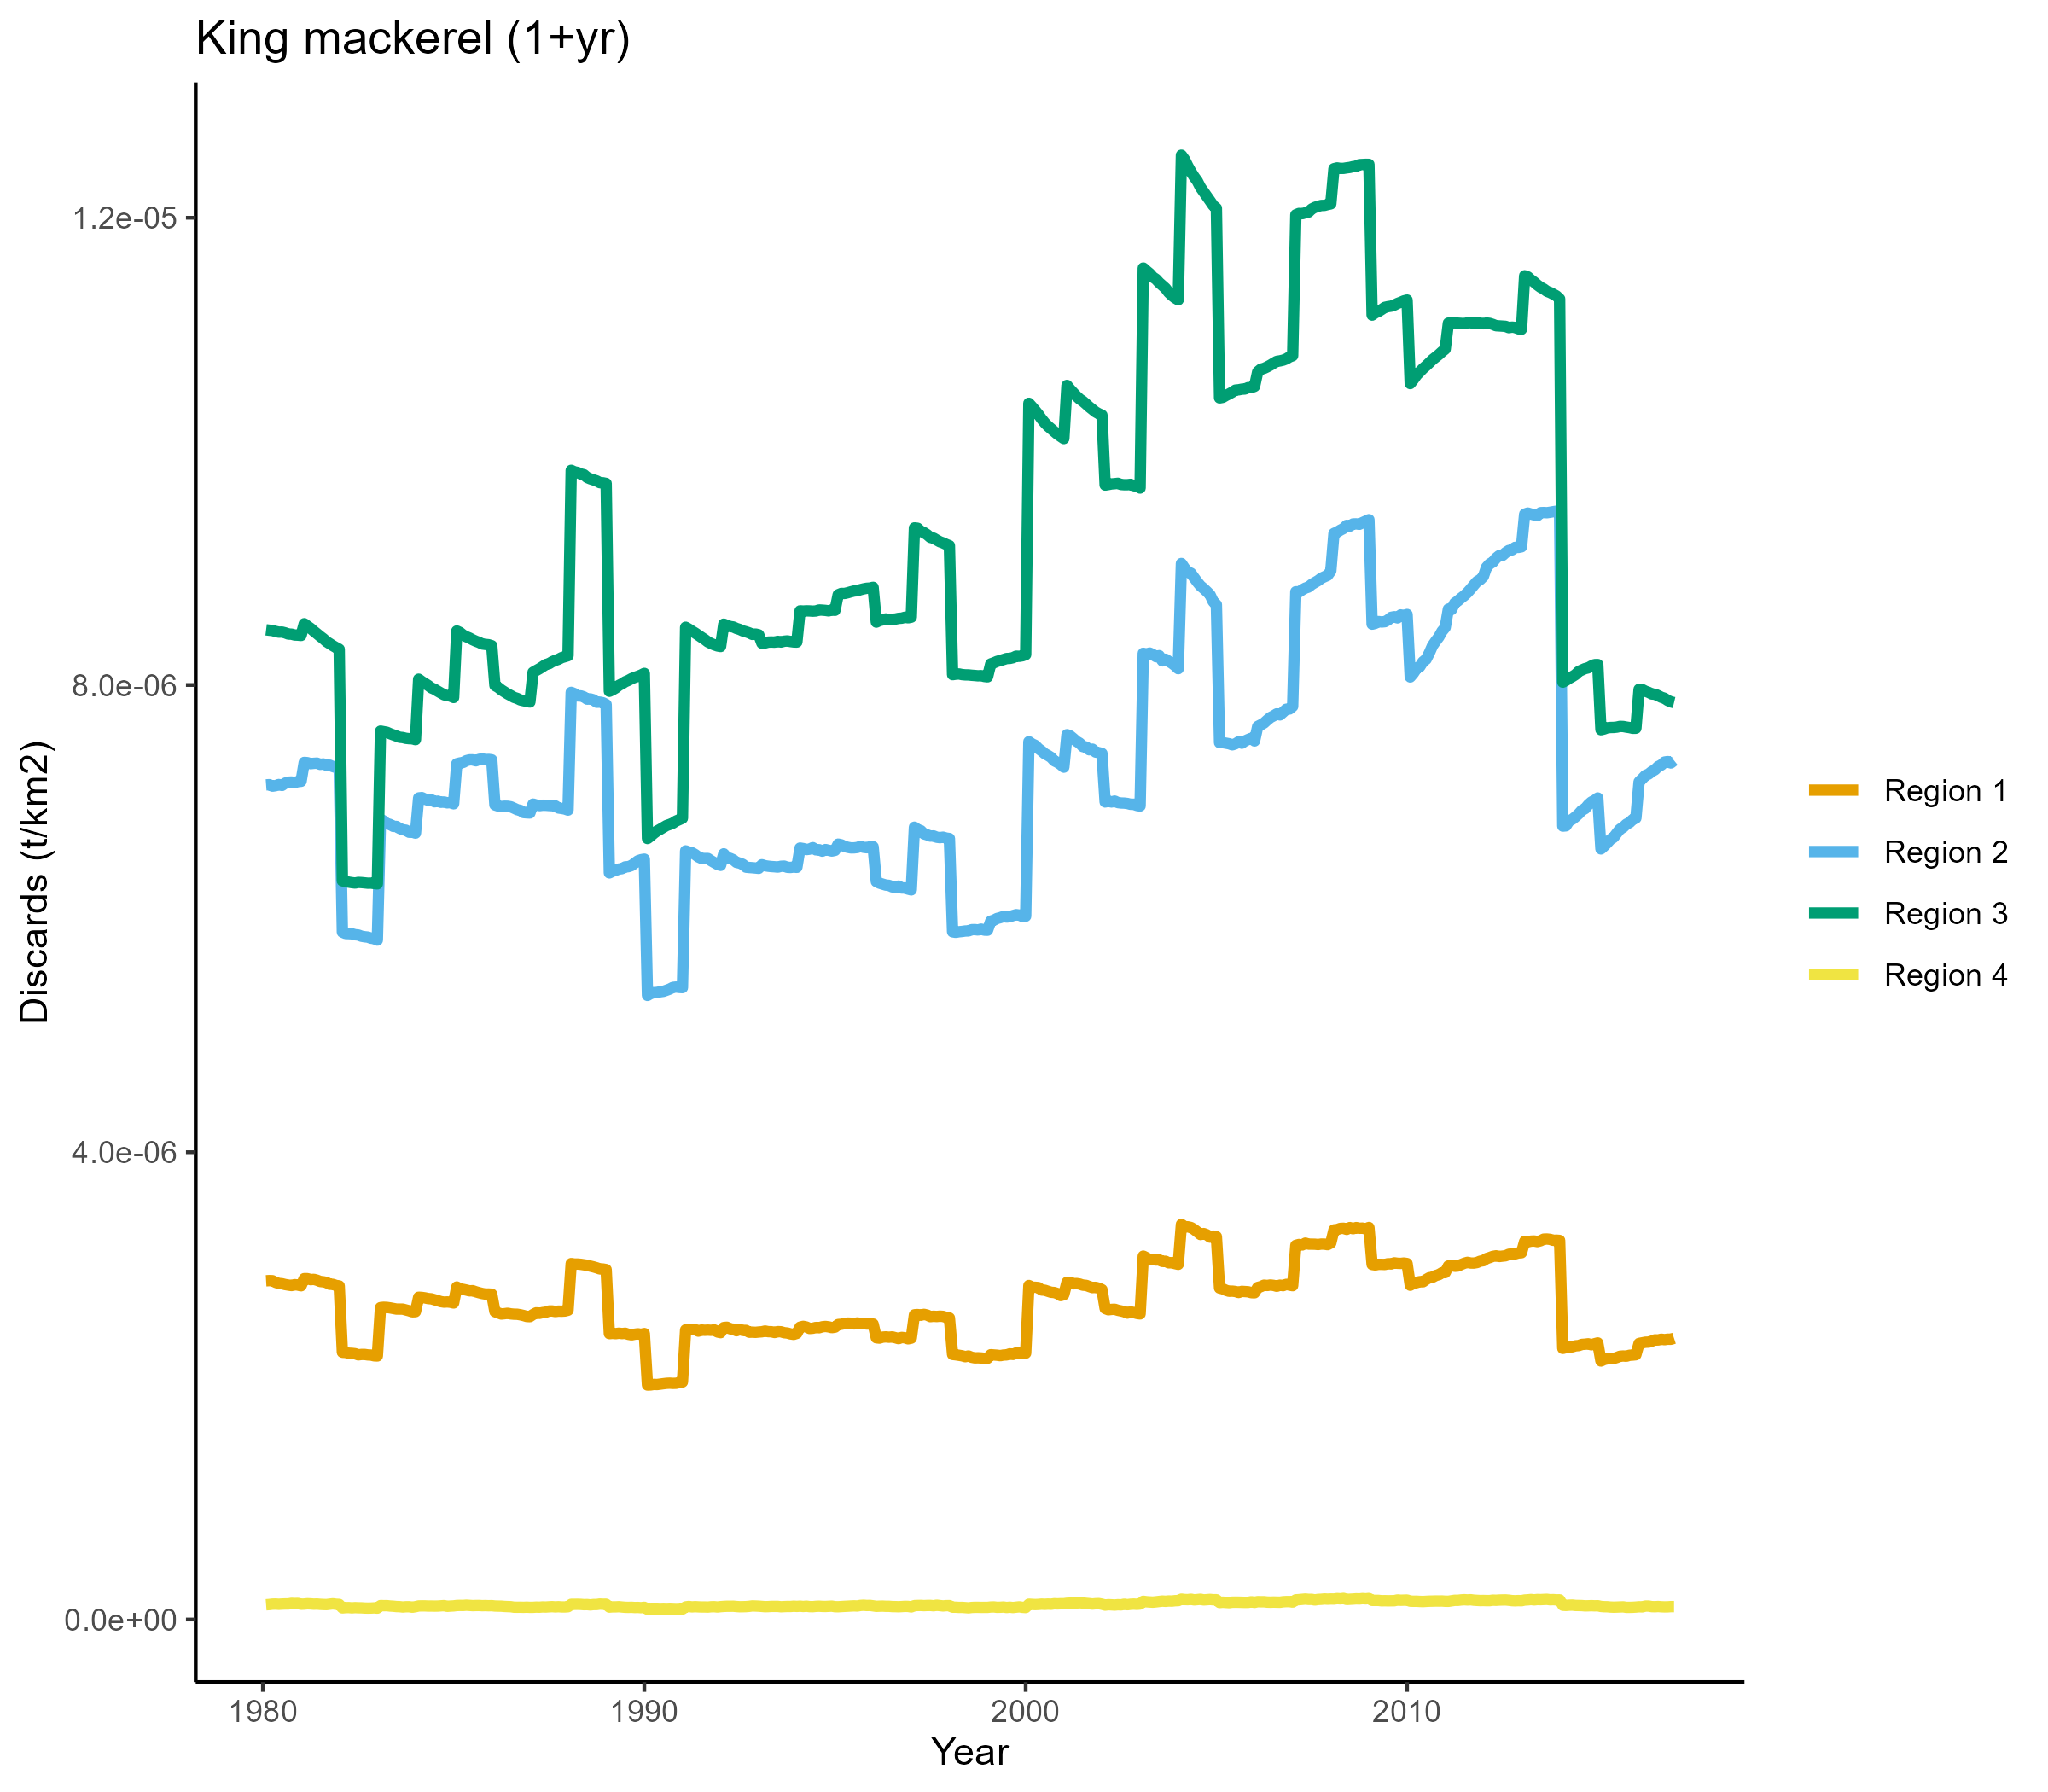 King mackerel (1+yr)
1.2e-05
8.0e-06
4.0e-06
0.0e+00
Discards (t/km2)
1980
1990
2000
2010
Year
Region 1
Region 2
Region 3
Region 4